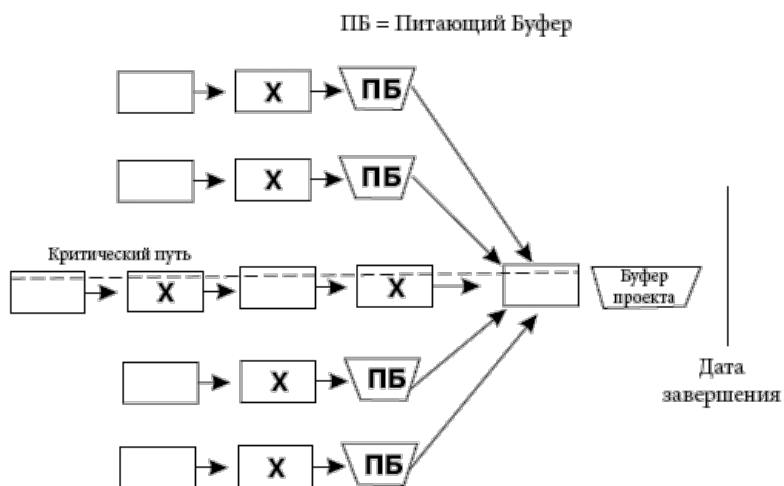 ПБ = Питающий Буфер
X ПБ
X ПБ
Критический путь
X X Буфер
проекта
X ПБ
Дата
завершения
X ПБ